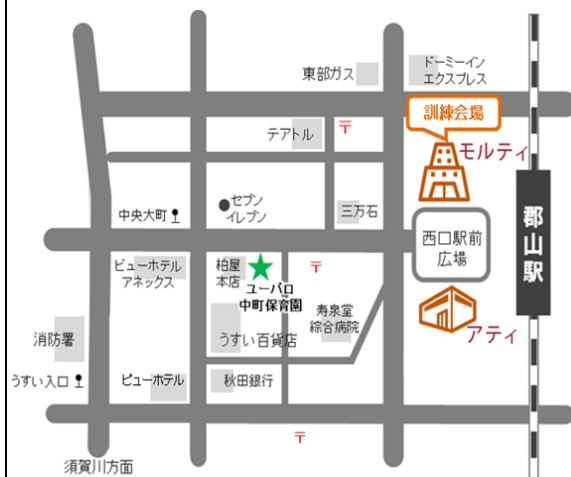 東部ガス
ドーミーイン
エクスプレス
訓練会場
テアトル
〒
モルティ
セブン
イレブン
中央大町
三万石
西口駅前
広場
郡山駅
ビューホテル
アネックス
柏屋
本店
〒
ユーパロ
中町保育園
寿泉堂
綜合病院
アティ
消防署
うすい百貨店
うすい入口
ビューホテル
秋田銀行
〒
須賀川方面